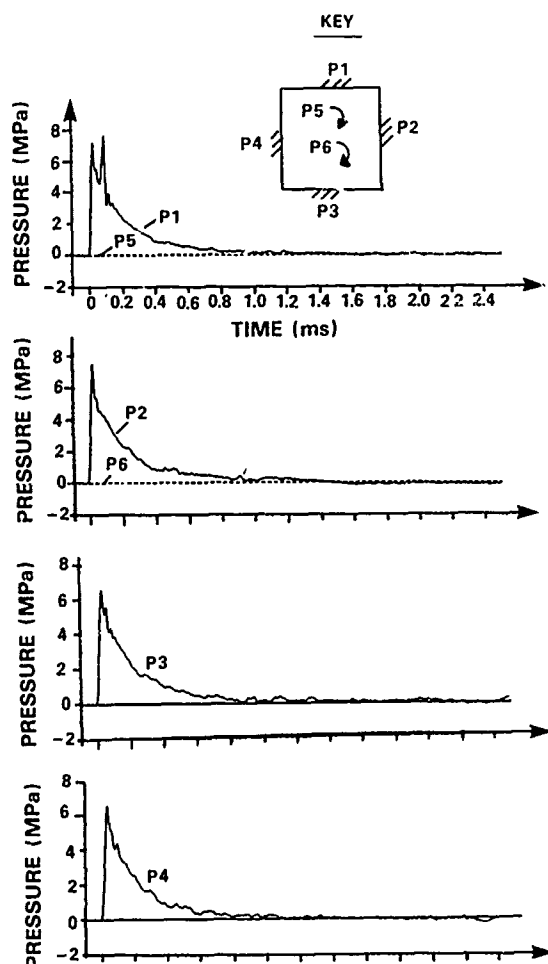 KEY
P1
P5
P2
P4
P6
P3
PRESSURE (MPa)
8
6
4
2
0
-2
P1
P5
0 0.2 0.4 0.6 0.8 1.0 1.2 1.4 1.6 1.8 2.0 2.2 2.4
TIME (ms)
PRESSURE (MPa)
8
6
4
2
0
-2
P2
P6
PRESSURE (MPa)
8
6
4
2
0
-2
P3
PRESSURE (MPa)
8
6
4
2
0
-2
P4